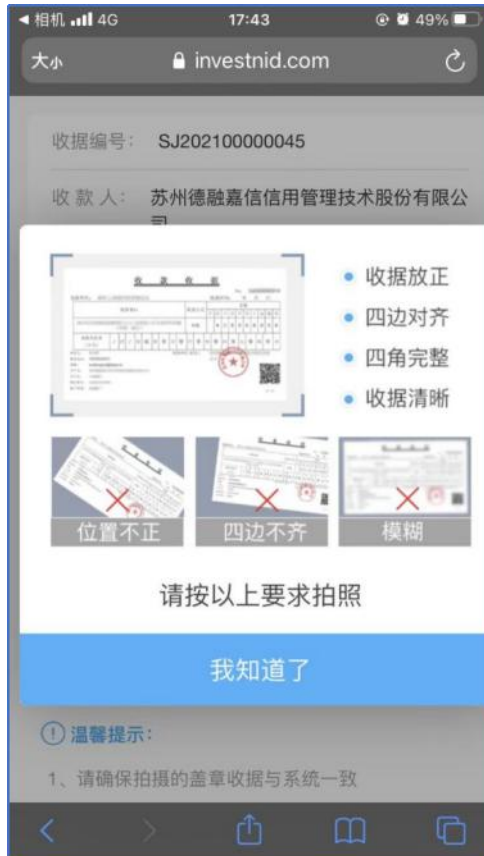 相机 4G 17:43 49%
大小 investnid.com
收据编号: SJ202100000045
收款人: 苏州德融嘉信信用管理技术股份有限公
司
收款收据
收据放正
四边对齐
四角完整
收据清晰
位置不正 四边不齐 模糊
请按以上要求拍照
我知道了
温馨提示:
1、请确保拍摄的盖章收据与系统一致